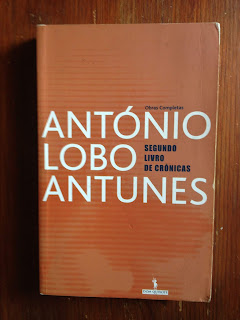 Obras Completas
ANTÓNIO
LOBO
ANTUNES
SEGUNDO
LIVRO
DE CRÓNICAS
DOM QUIXOTE